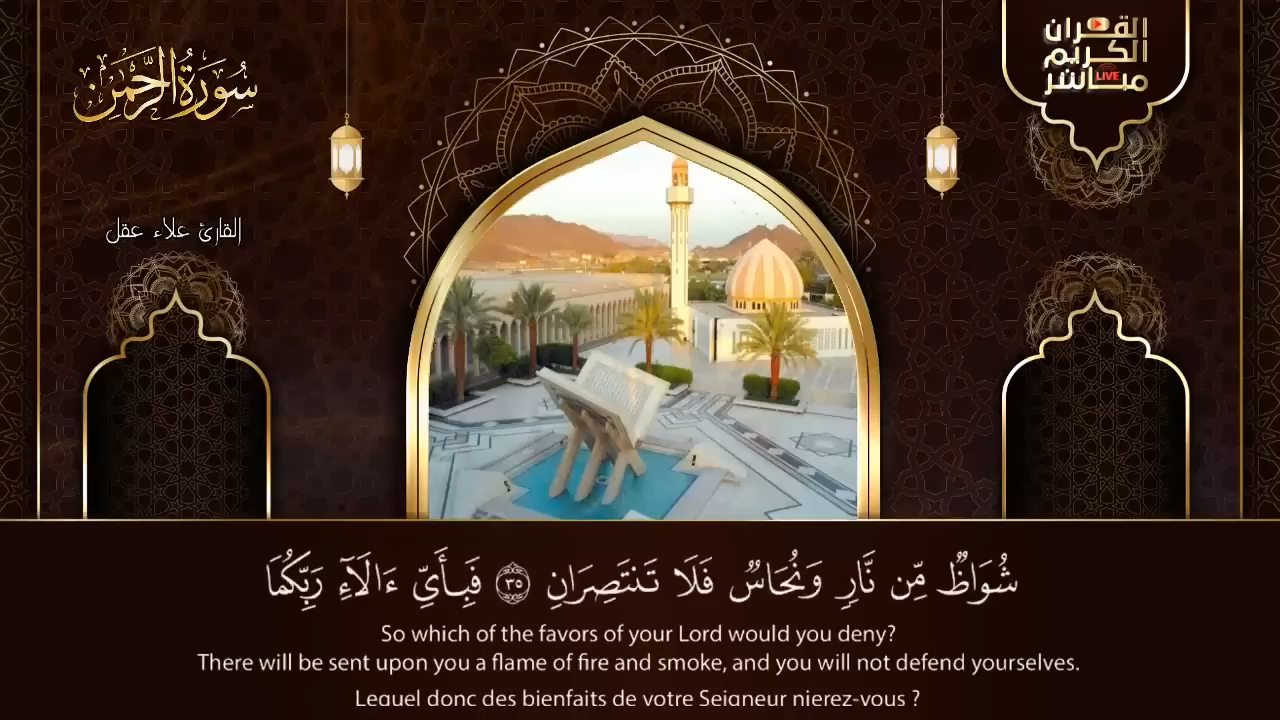 سُورَةُ الرَّحْمَٰن
القرآن
الكريم
مباشر
LIVE
القارئ علاء عقل
شُوَاظٌ مِّن نَّارٍ وَنُحَاسٌ فَلَا تَنتَصِرَانِ ٣٥ فَبِأَيِّ ءَالَآءِ رَبِّكُمَا
So which of the favors of your Lord would you deny?
There will be sent upon you a flame of fire and smoke, and you will not defend yourselves.
Lequel donc des bienfaits de votre Seigneur nierez-vous ?